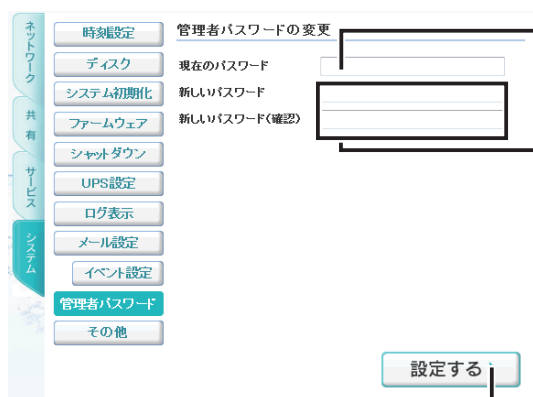 ネットワーク
共有
サービス
システム
時刻設定
ディスク
システム初期化
ファームウェア
シャットダウン
UPS設定
ログ表示
メール設定
イベント設定
管理者パスワード
その他
管理者パスワードの変更
現在のパスワード
新しいパスワード
新しいパスワード(確認)
設定する